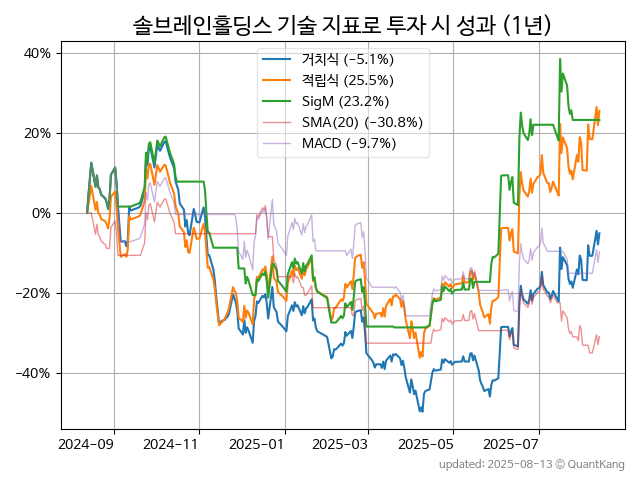 솔브레인홀딩스 기술 지표로 투자 시 성과 (1년)
거치식 (−5.1%)
적립식 (25.5%)
SigM (23.2%)
SMA(20) (−30.8%)
MACD (−9.7%)
40%
20%
0%
−20%
−40%
2024-09 2024-11 2025-01 2025-03 2025-05 2025-07
updated: 2025-08-13 ⓒ QuantKang